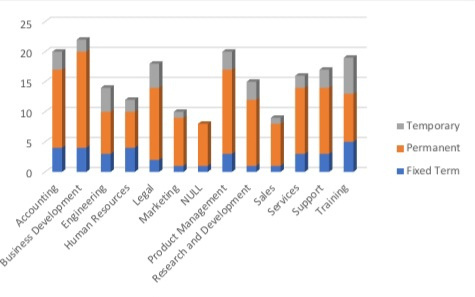 25
20
15
10
5
0
Accounting
Business Development
Engineering
Human Resources
Legal
Marketing
NULL
Product Management
Research and Development
Sales
Services
Support
Training
Temporary
Permanent
Fixed Term